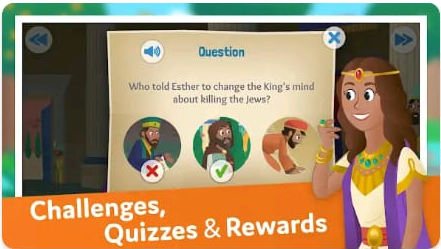 Question
Who told Esther to change the King's mind
about killing the Jews?
Challenges,
Quizzes & Rewards